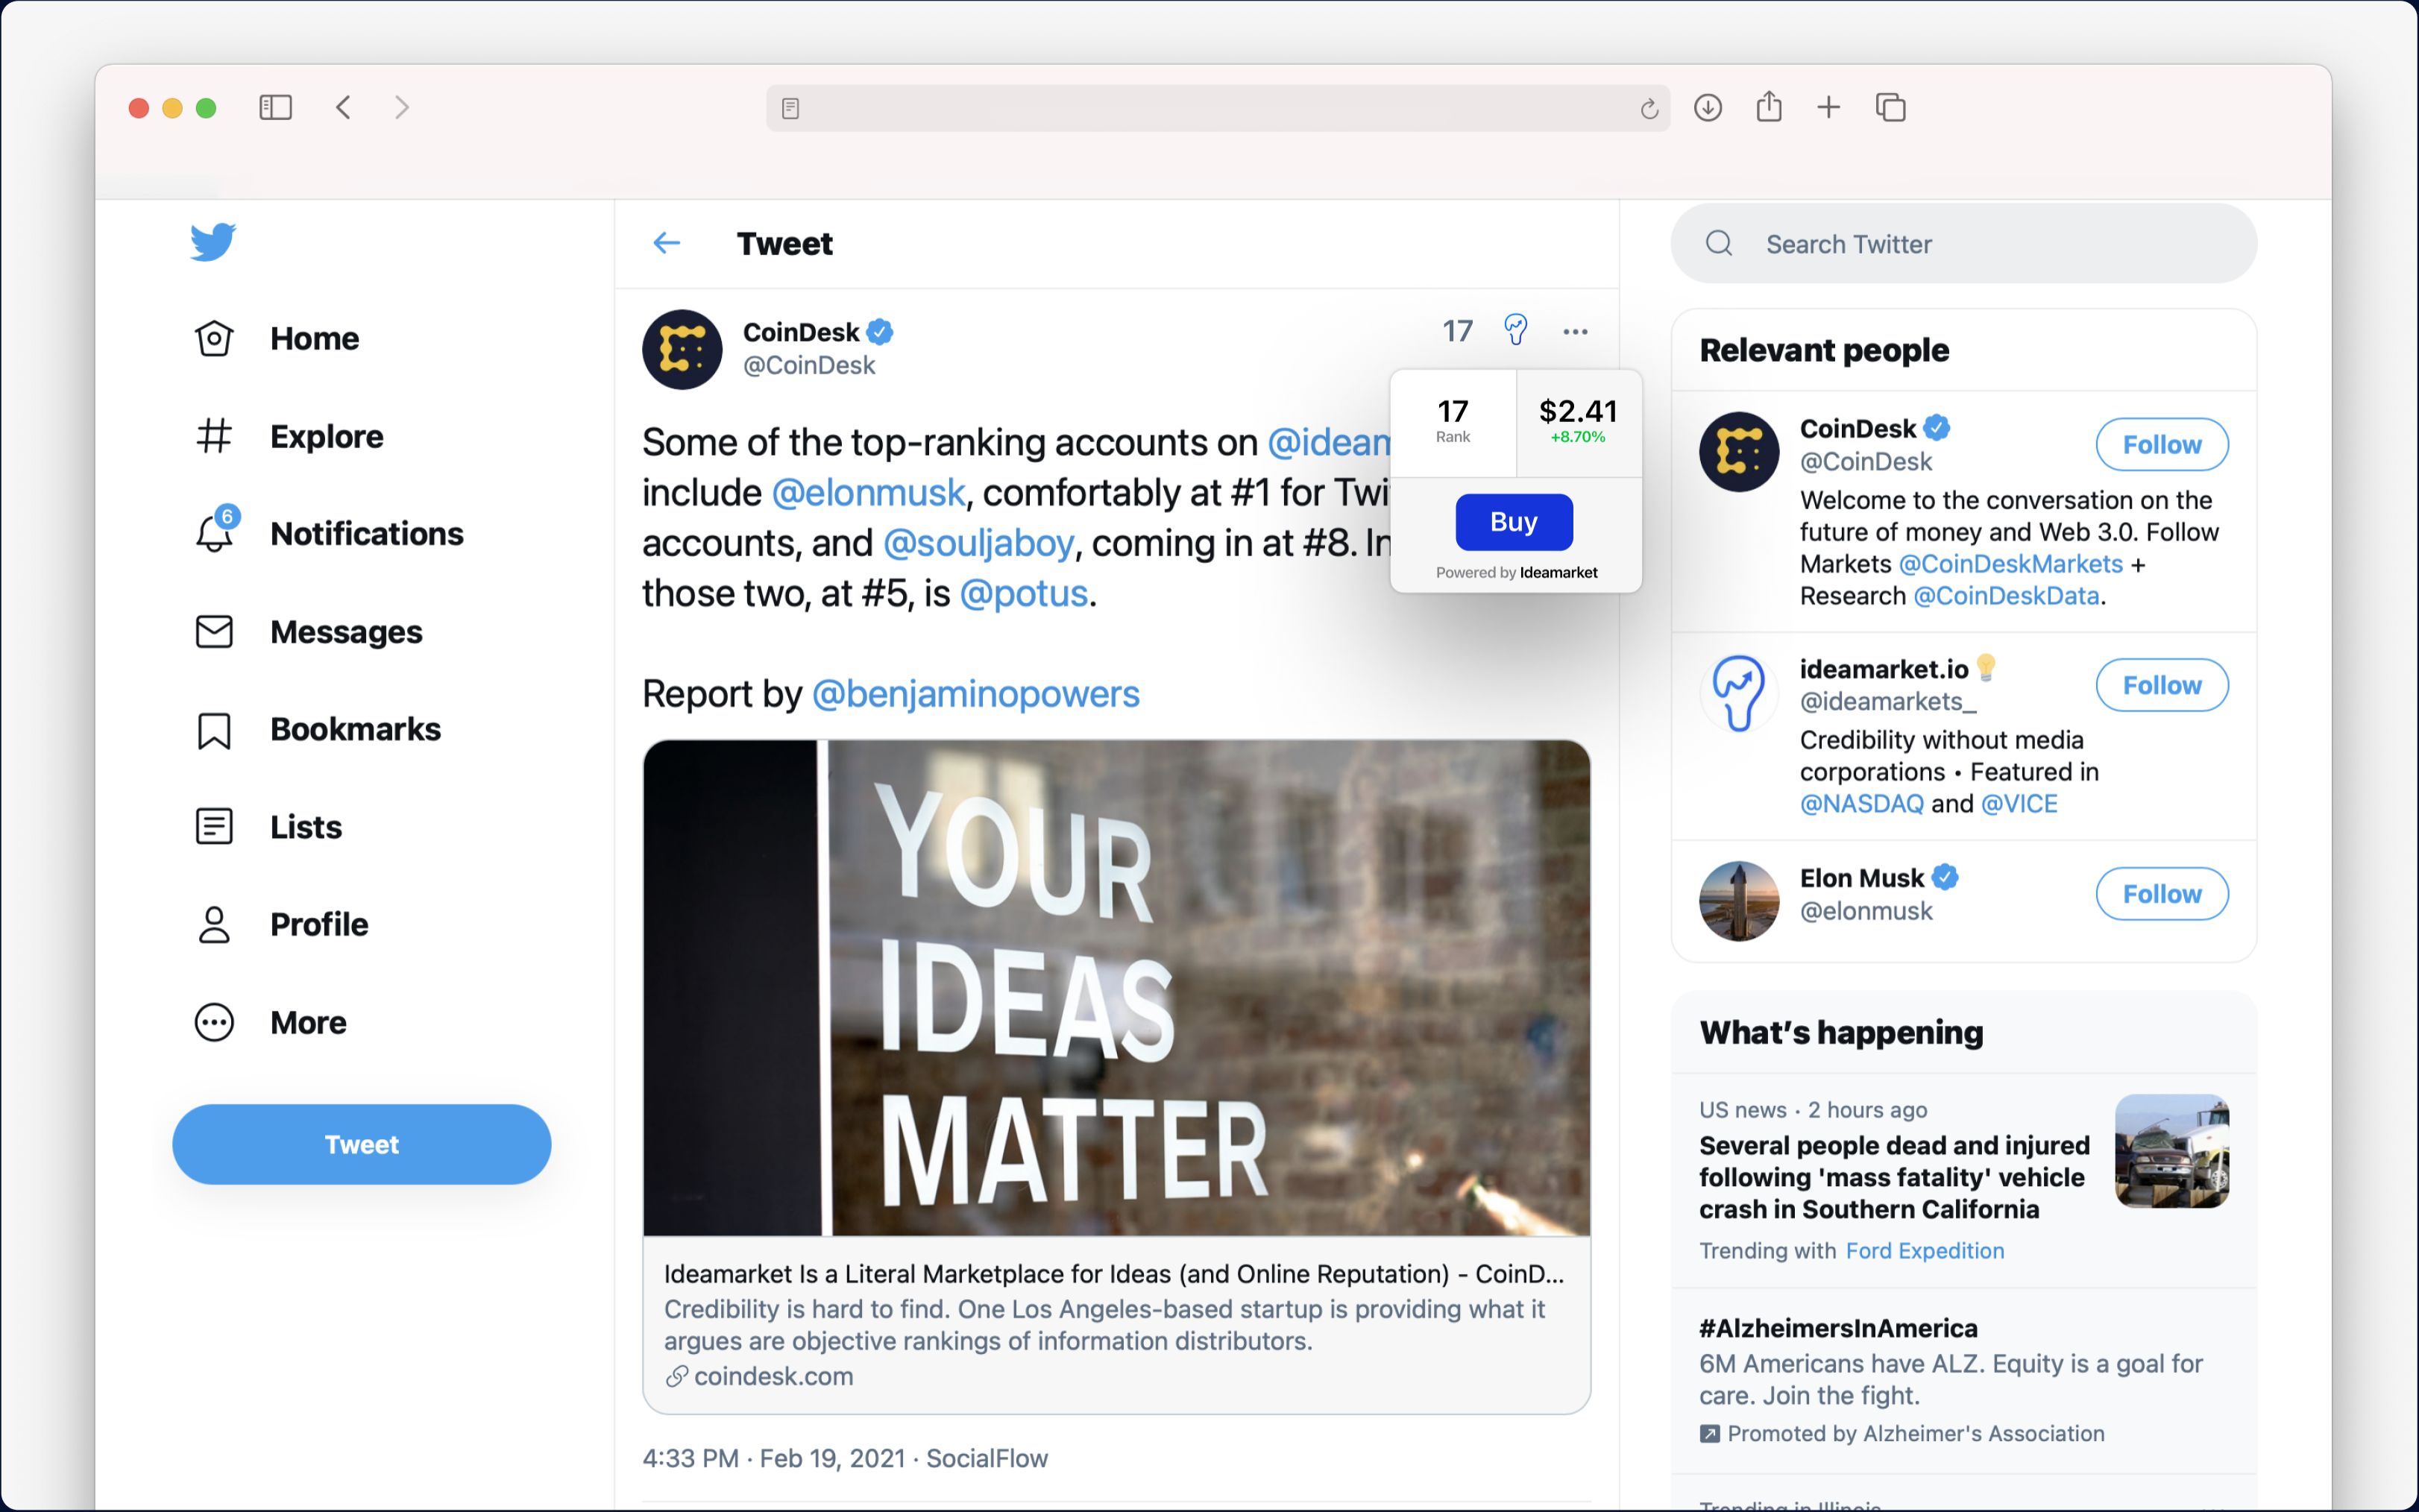 Home
Explore
6
Notifications
Messages
Bookmarks
Lists
Profile
More
Tweet
Tweet
CoinDesk
@CoinDesk
17
17
Rank
$2.41
+8.70%
Buy
Powered by Ideamarket
Some of the top-ranking accounts on
include @elonmusk, comfortably at #1 for
accounts, and @souljaboy, coming in at #8.
those two, at #5, is @potus.
Report by @benjaminopowers
YOUR
IDEAS
MATTER
Ideamarket Is a Literal Marketplace for Ideas (and Online Reputation) - CoinD...
Credibility is hard to find. One Los Angeles-based startup is providing what it
argues are objective rankings of information distributors.
coindesk.com
4:33 PM · Feb 19, 2021 · SocialFlow
Search Twitter
Relevant people
CoinDesk
@CoinDesk
Follow
Welcome to the conversation on the
future of money and Web 3.0. Follow
Markets @CoinDeskMarkets +
Research @CoinDeskData.
ideamarket.io
@ideamarkets_
Follow
Credibility without media
corporations • Featured in
@NASDAQ and @VICE
Elon Musk
@elonmusk
Follow
What's happening
US news · 2 hours ago
Several people dead and injured
following 'mass fatality' vehicle
crash in Southern California
Trending with Ford Expedition
#AlzheimersInAmerica
6M Americans have ALZ. Equity is a goal for
care. Join the fight.
Promoted by Alzheimer's Association
Trending in Illinois